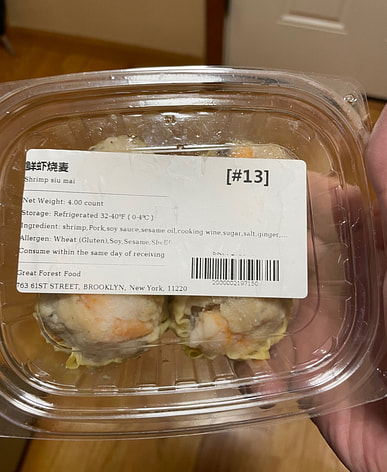 鲜虾烧麦
Shrimp siu mai
[#13]
Net Weight: 4.00 count
Storage: Refrigerated 32-40°F ( 0-4℃ )
Ingredient: shrimp,Pork,soy sauce,sesame oil,cooking wine,sugar,salt,ginger,...
Allergen: Wheat (Gluten),Soy,Sesame,
Consume within the same day of receiving
2000002197150
Great Forest Food
763 61ST STREET, BROOKLYN, New York, 11220